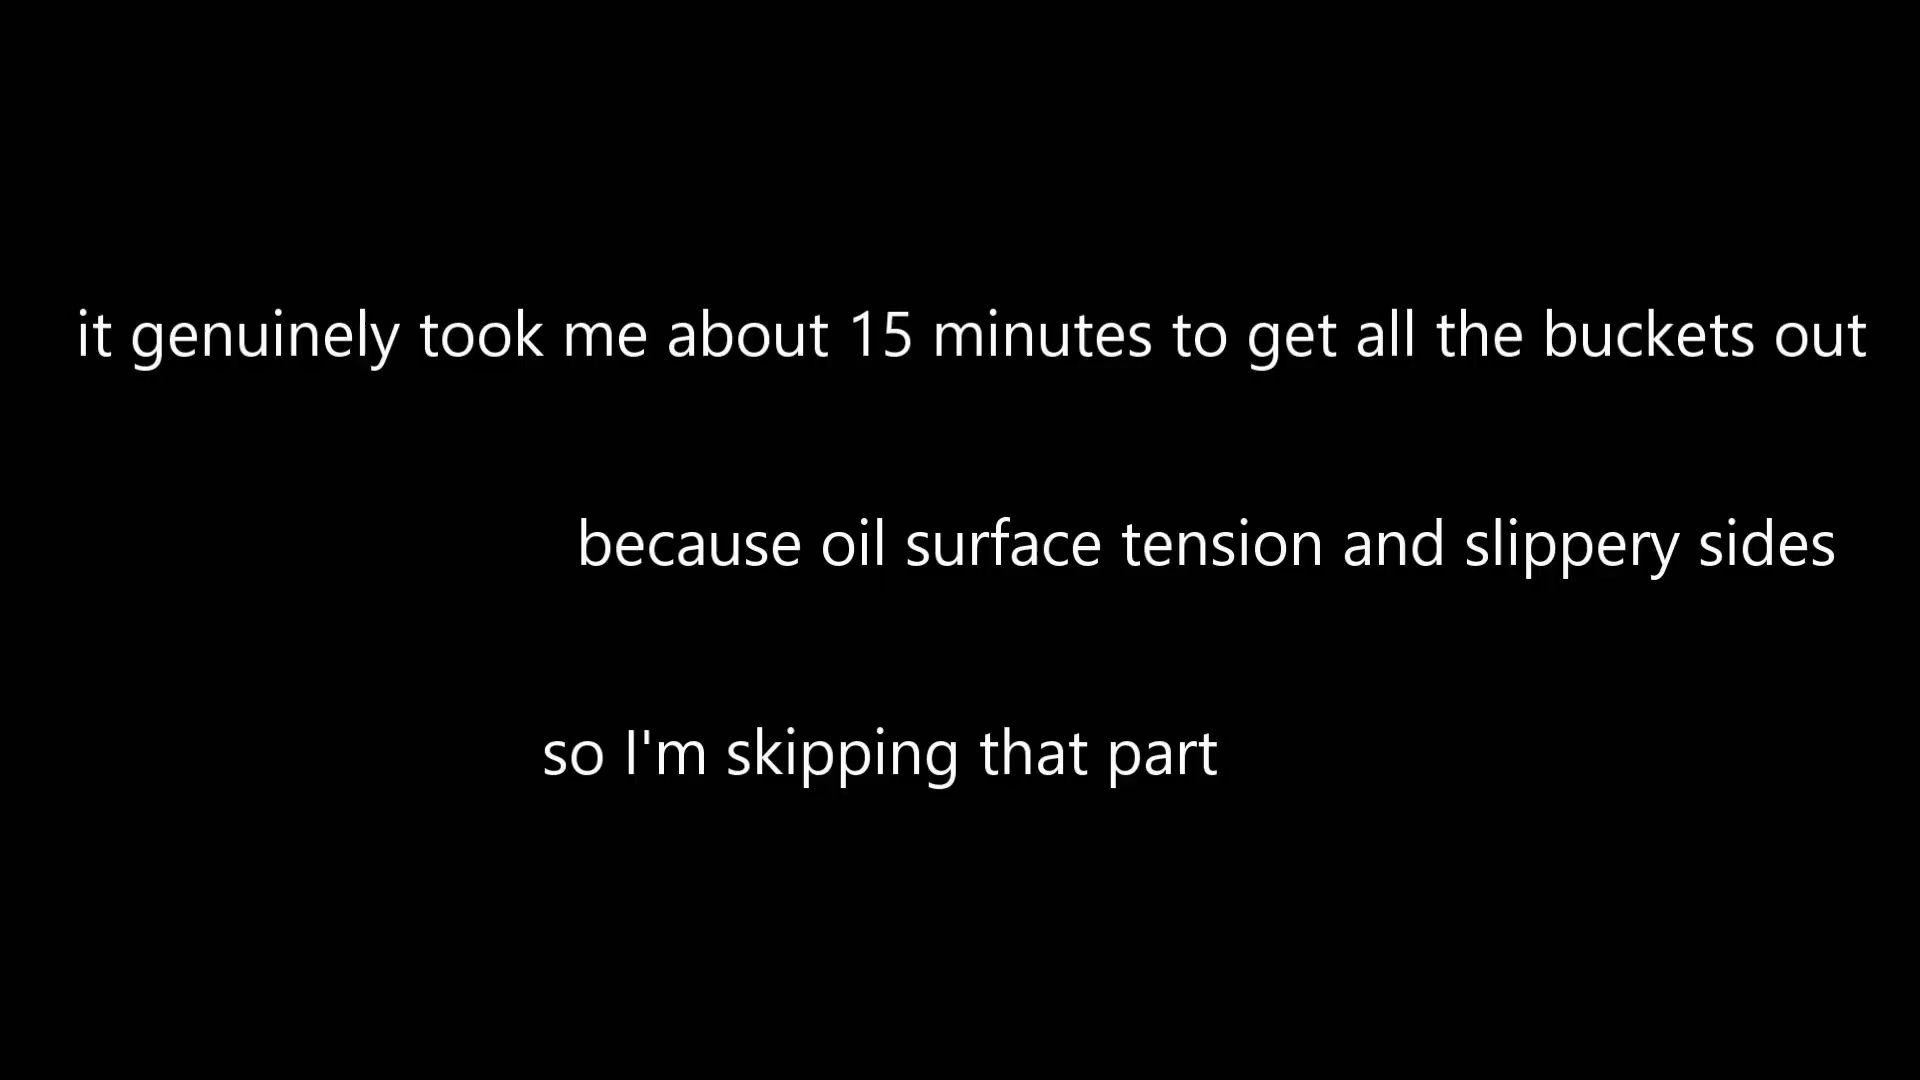 it genuinely took me about 15 minutes to get all the buckets out
because oil surface tension and slippery sides
so I'm skipping that part